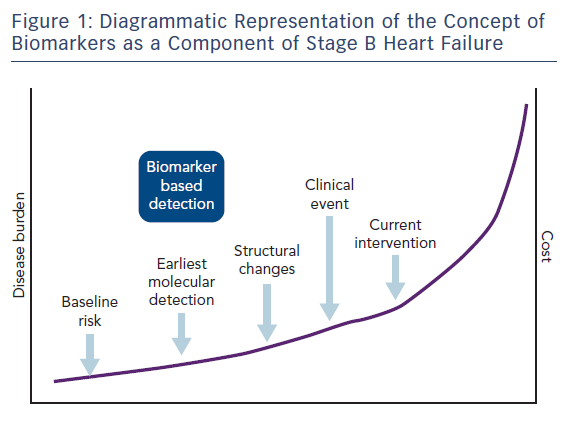 Figure 1: Diagrammatic Representation of the Concept of
Biomarkers as a Component of Stage B Heart Failure
Disease burden
Biomarker
based
detection
Baseline
risk
Earliest
molecular
detection
Structural
changes
Clinical
event
Current
intervention
Cost